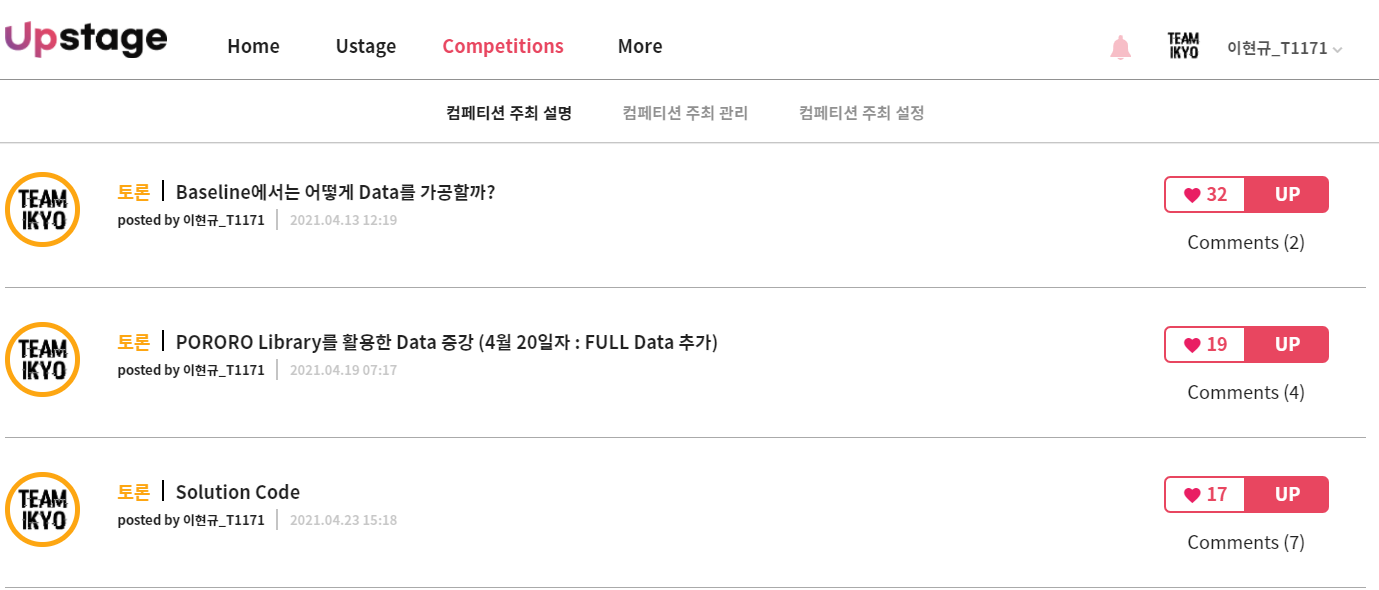 Upstage Home Ustage Competitions More TEAM IKYO 이현규_T1171
컴페티션 주최 설명 컴페티션 주최 관리 컴페티션 주최 설정
TEAM IKYO
토론 Baseline에서는 어떻게 Data를 가공할까? 32 UP
posted by 이현규_T1171 2021.04.13 12:19
Comments (2)
TEAM IKYO
토론 PORORO Library를 활용한 Data 증강 (4월 20일자 : FULL Data 추가) 19 UP
posted by 이현규_T1171 2021.04.19 07:17
Comments (4)
TEAM IKYO
토론 Solution Code 17 UP
posted by 이현규_T1171 2021.04.23 15:18
Comments (7)